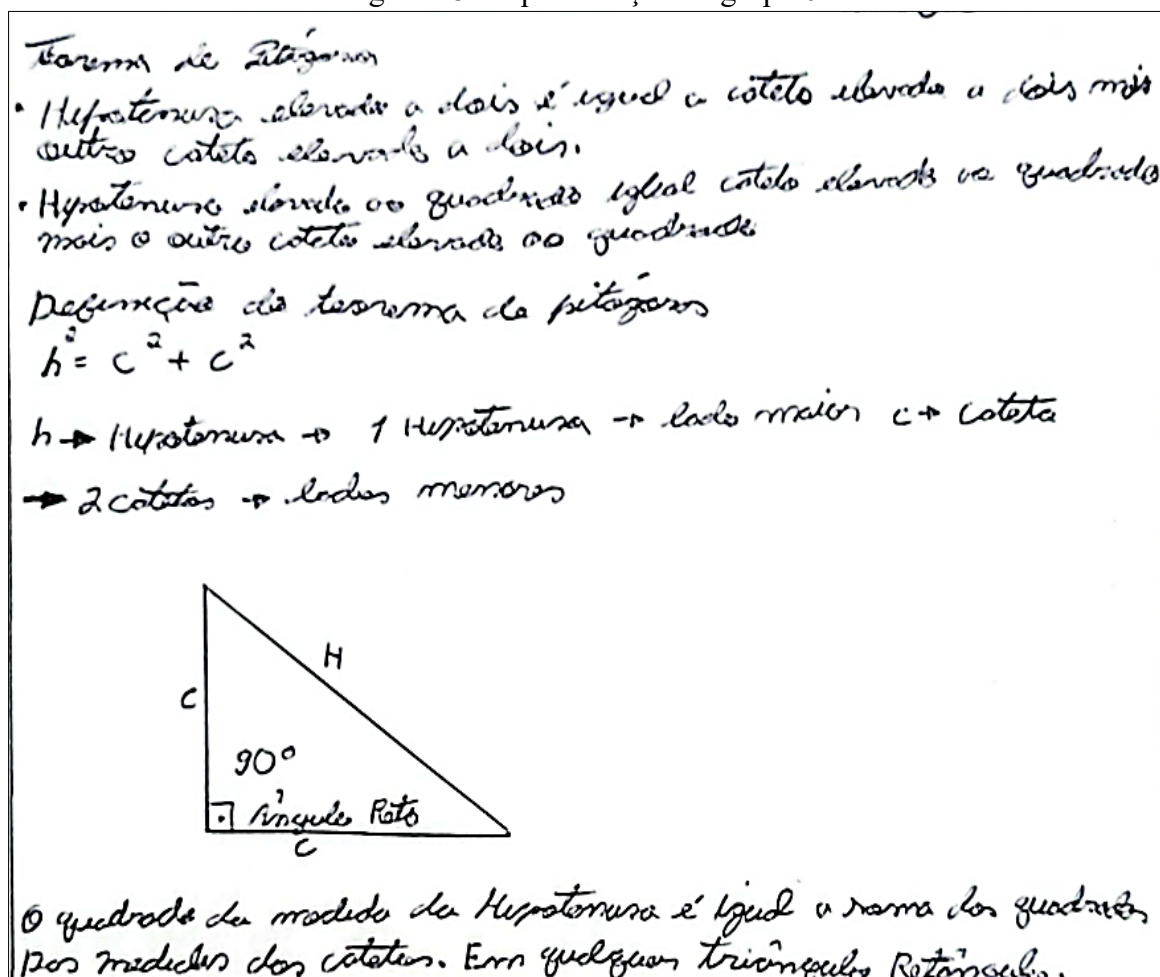 Teorema de Pitágoras
• Hipotenusa elevado a dois é igual a cateto elevado a dois mais
outro cateto elevado a dois.
• Hipotenusa elevado ao quadrado igual cateto elevado ao quadrado
mais o outro cateto elevado ao quadrado
Definição do teorema de pitágoras
h² = c² + c²
h → Hipotenusa → 1 Hipotenusa → lado maior c → cateto
→ 2 catetos → lados menores
H
C
90°
Ângulo Reto
C
O quadrado da medida da Hipotenusa é igual a soma dos quadrados
Das medidas dos catetos. Em qualquer triângulo Retângulo.